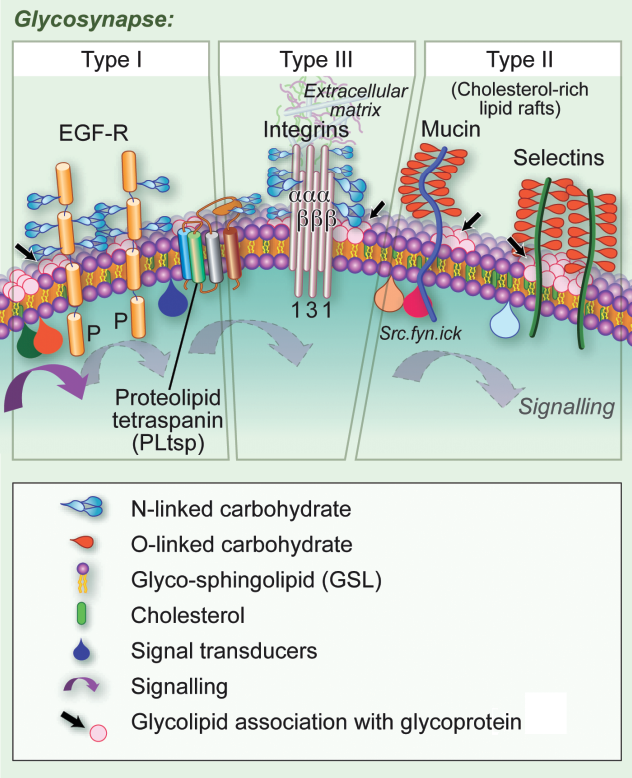 Glycosynapse:
Type I
Type III
Type II
(Cholesterol-rich
lipid rafts)
Extracellular
matrix
EGF-R
Integrins
Mucin
Selectins
ααα
βββ
P
P
1 3 1
Src.fyn.ick
Proteolipid
tetraspanin
(PLtsp)
Signalling
N-linked carbohydrate
O-linked carbohydrate
Glyco-sphingolipid (GSL)
Cholesterol
Signal transducers
Signalling
Glycolipid association with glycoprotein